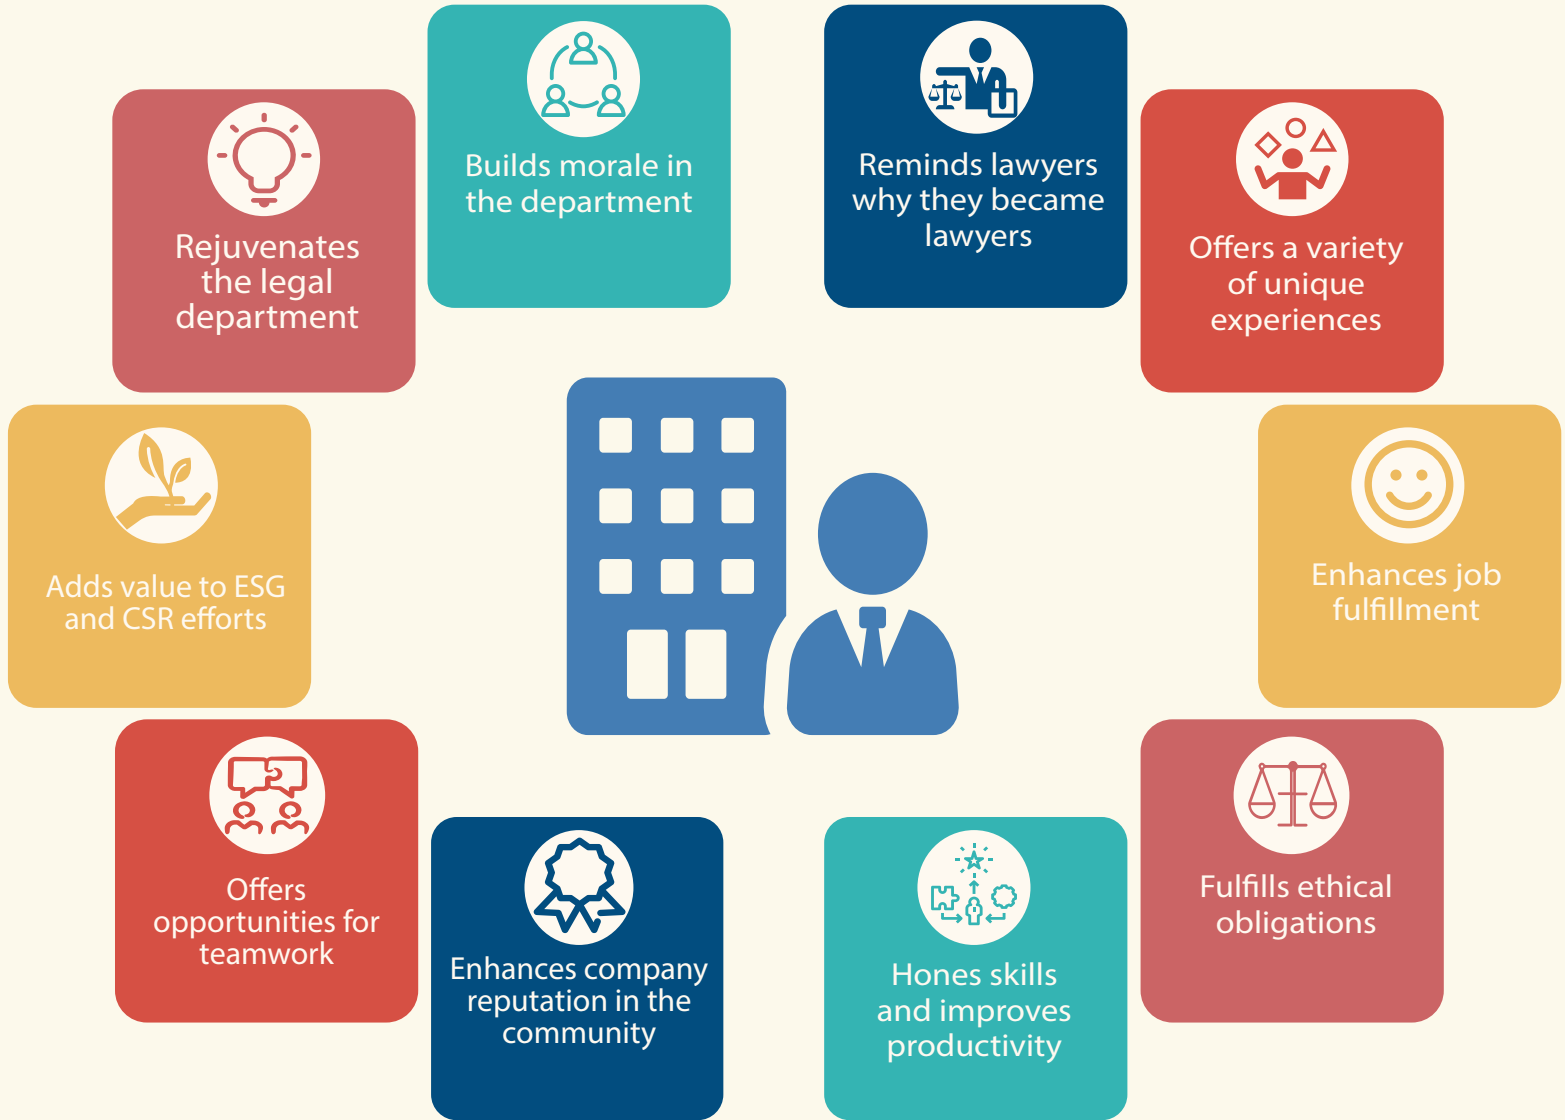 Builds morale in
the department
Reminds lawyers
why they became
lawyers
Rejuvenates
the legal
department
Offers a variety
of unique
experiences
Adds value to ESG
and CSR efforts
Enhances job
fulfillment
Offers
opportunities for
teamwork
Fulfills ethical
obligations
Enhances company
reputation in the
community
Hones skills
and improves
productivity